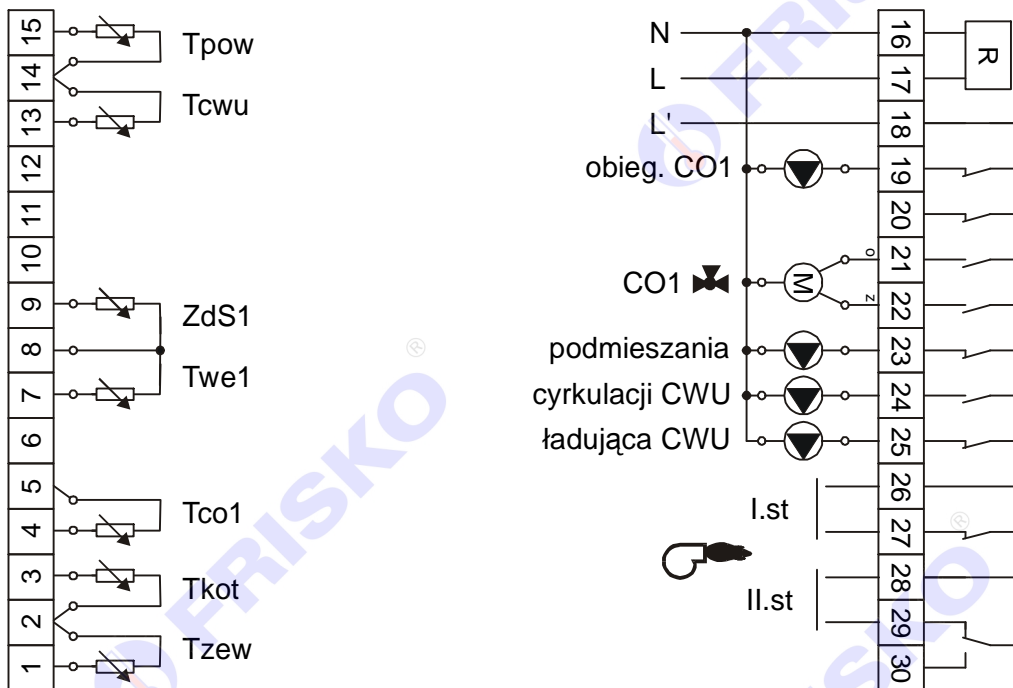 15
14
13
12
11
10
9
8
7
6
5
4
3
2
1
Tpow
Tcwu
ZdS1
Twe1
Tco1
Tkot
Tzew
N
L
L'
obieg. CO1
CO1
M
o
z
podmieszania
cyrkulacji CWU
ładująca CWU
I.st
II.st
16
17
18
19
20
21
22
23
24
25
26
27
28
29
30
R
FRISKO ®
FRISKO
FRISKO ®